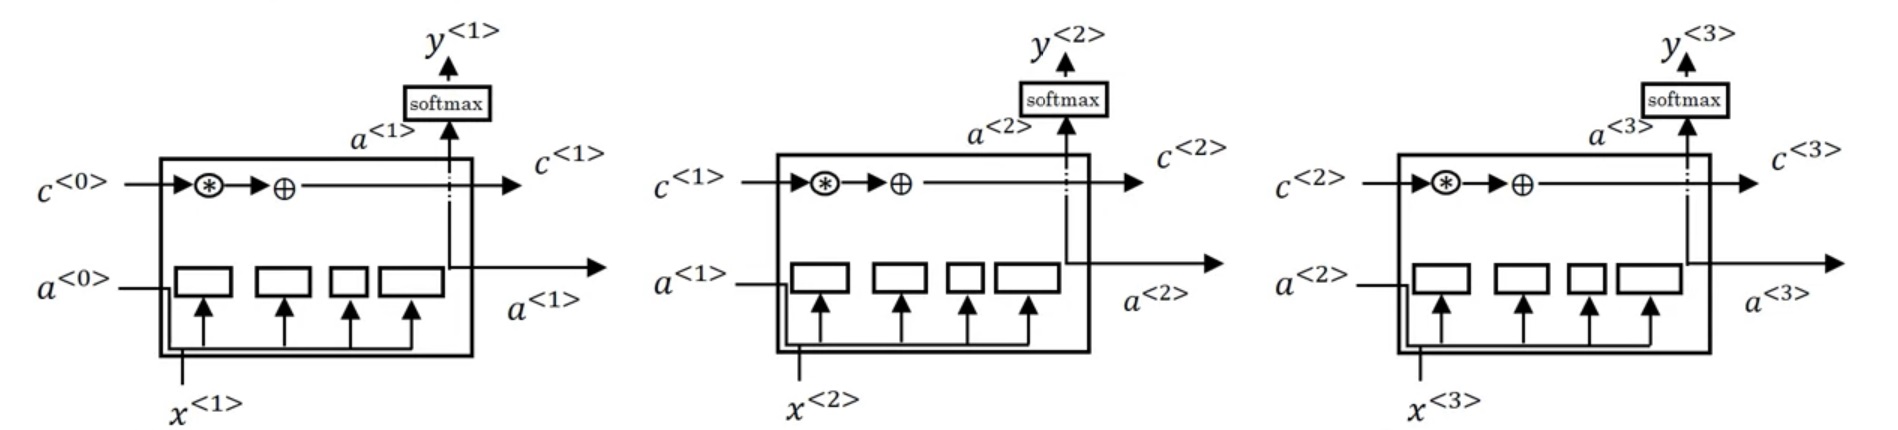 y<1>
softmax
a<1>
c<0>
c<1>
a<0>
a<1>
x<1>
y<2>
softmax
a<2>
c<1>
c<2>
a<1>
a<2>
x<2>
y<3>
softmax
a<3>
c<2>
c<3>
a<2>
a<3>
x<3>